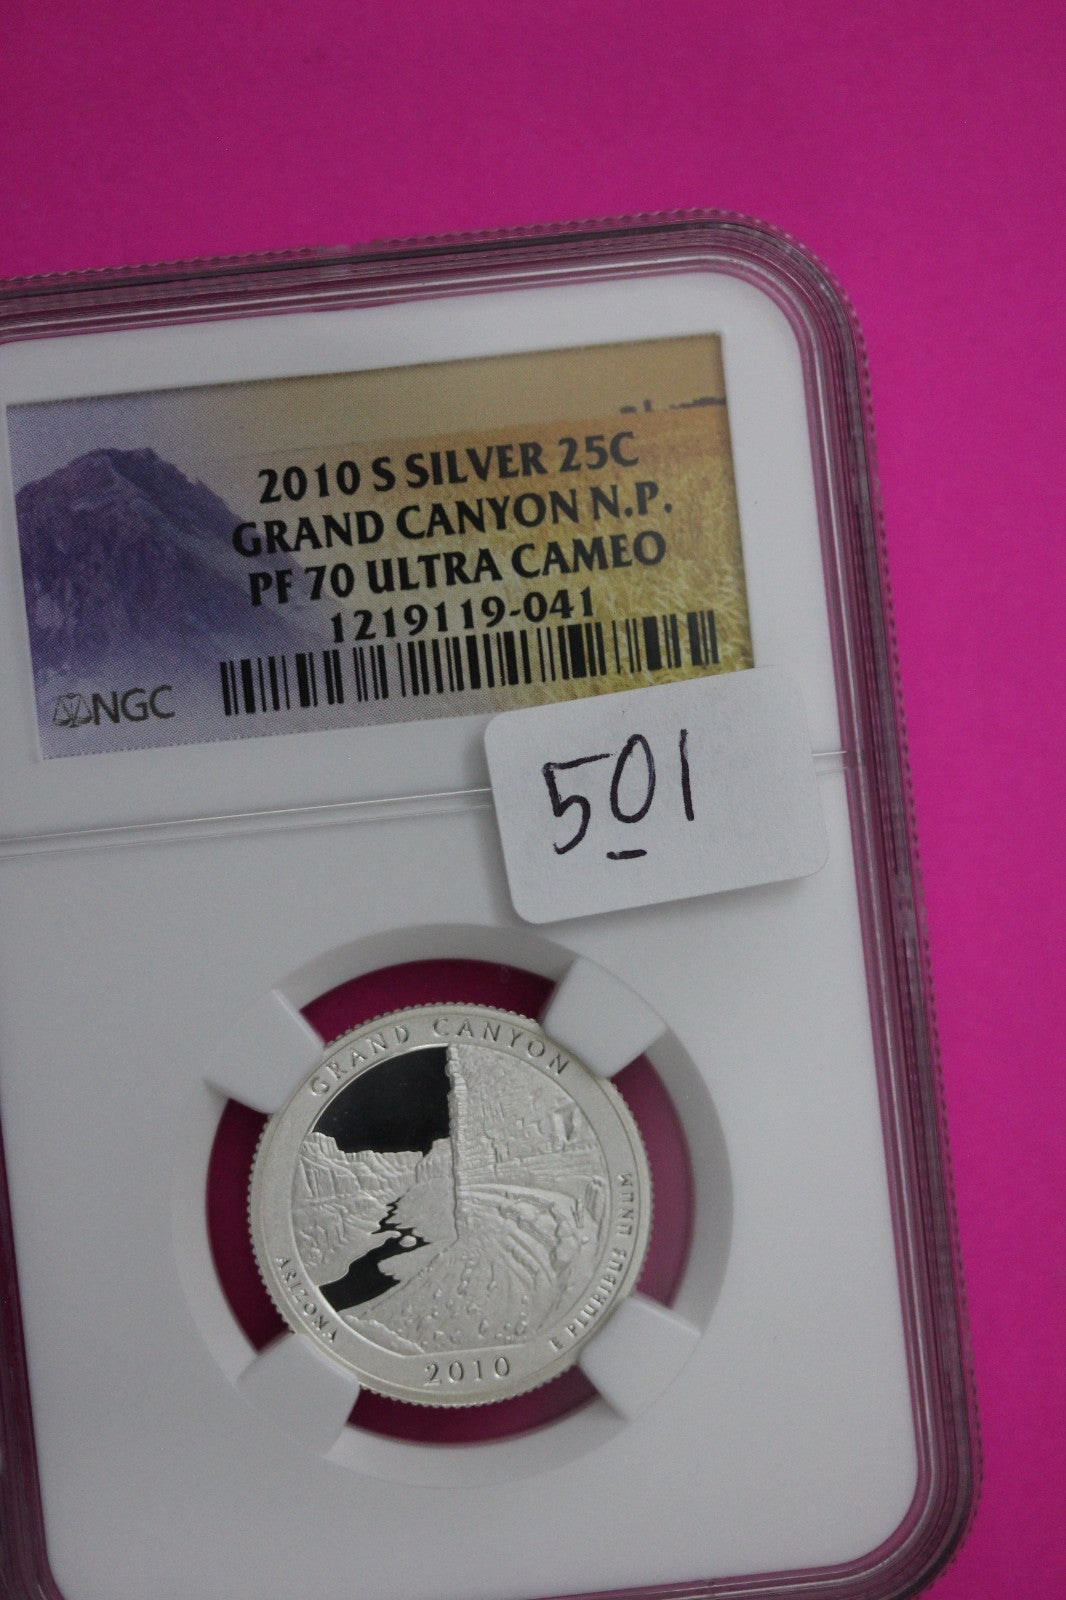 2010 S SILVER 25C
GRAND CANYON N.P.
PF 70 ULTRA CAMEO
1219119-041
NGC
501
GRAND CANYON
ARIZONA
E PLURIBUS UNUM
2010